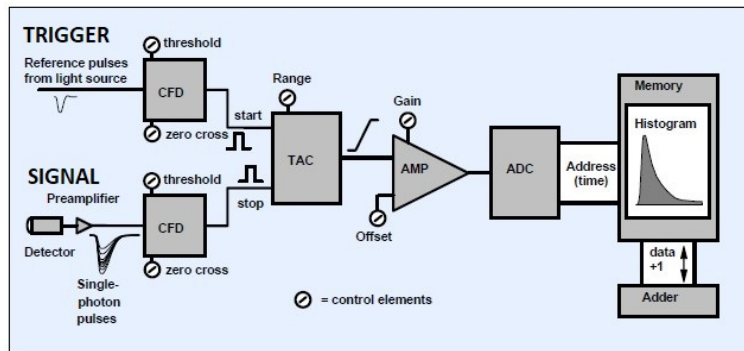 TRIGGER
Reference pulses
from light source
threshold
CFD
zero cross
start
Range
TAC
SIGNAL
Preamplifier
threshold
stop
CFD
Detector
zero cross
Single-
photon
pulses
Gain
AMP
Offset
ADC
Address
(time)
Memory
Histogram
data
+1
Adder
= control elements